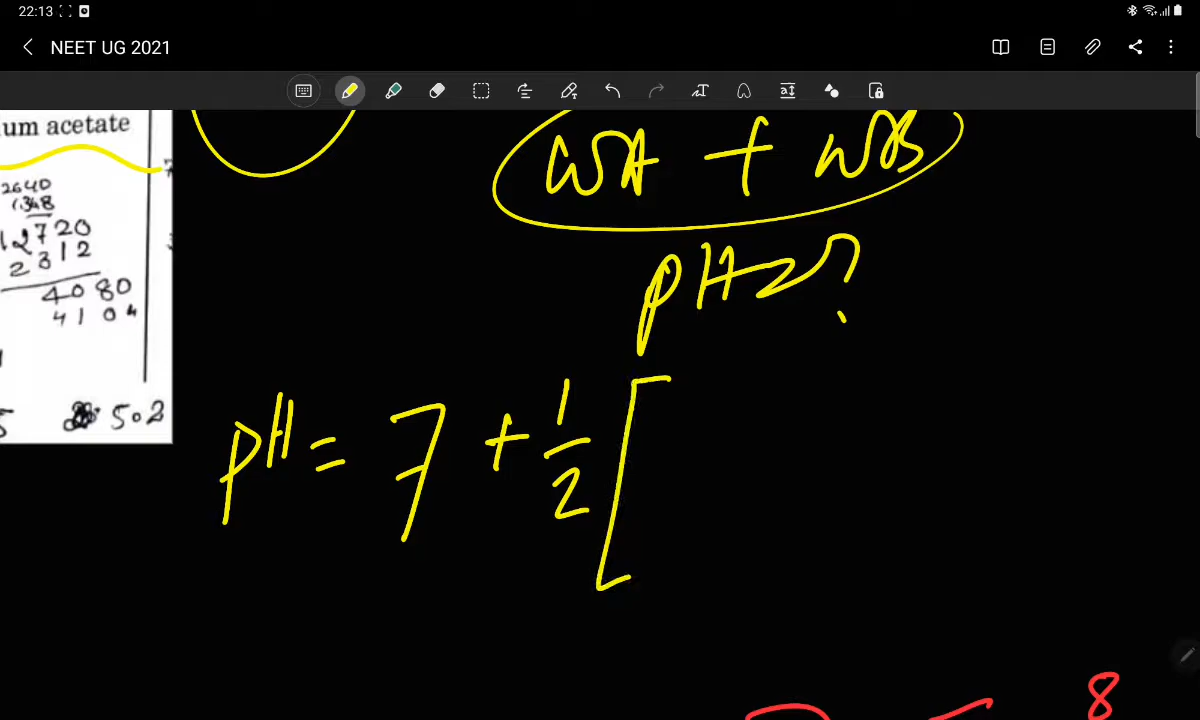 22:13
NEET UG 2021
um acetate
WA + WB
2640
1348
12720
2312
4080
4104
pH = ?
pH = 7 + 1/2 [
502
8